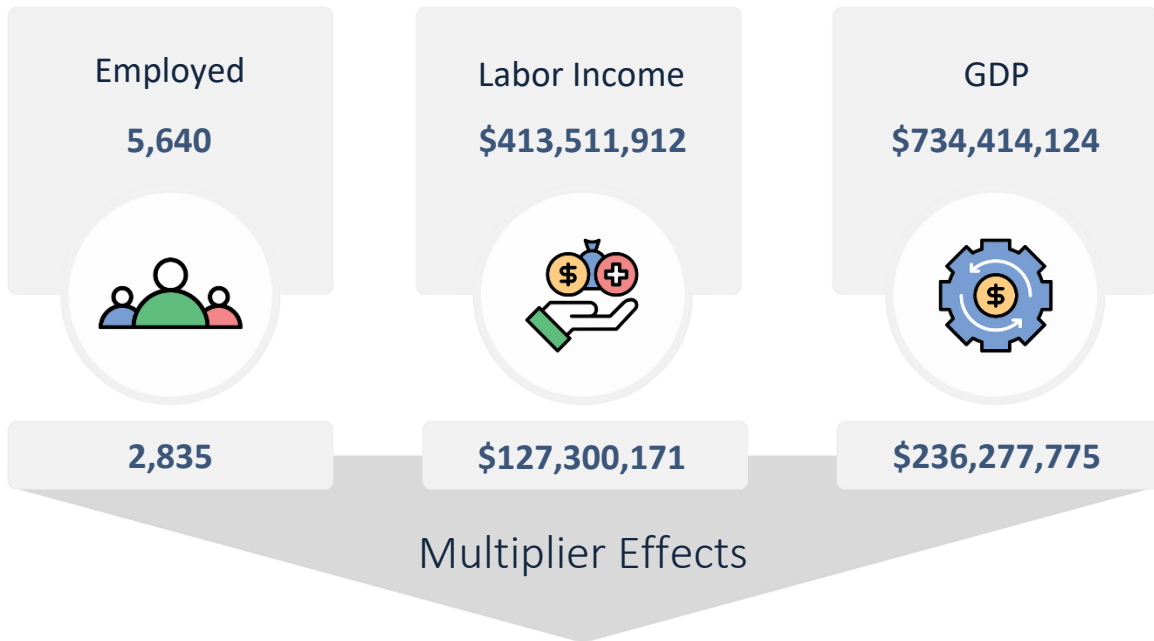 Employed
5,640
Labor Income
$413,511,912
GDP
$734,414,124
2,835
$127,300,171
$236,277,775
Multiplier Effects